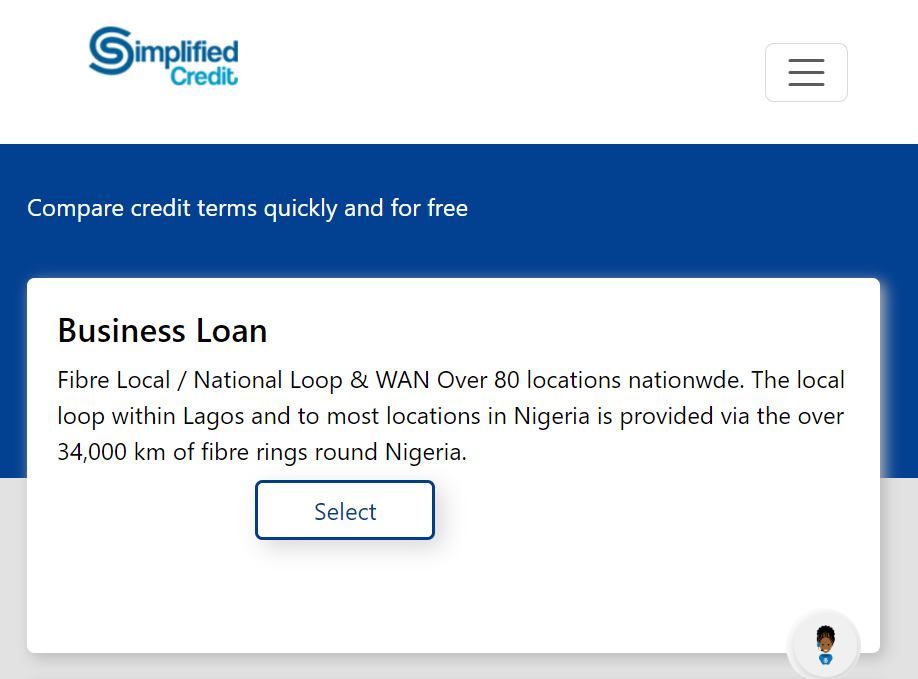 Simplified
Credit
Compare credit terms quickly and for free
Business Loan
Fibre Local / National Loop & WAN Over 80 locations nationwde. The local
loop within Lagos and to most locations in Nigeria is provided via the over
34,000 km of fibre rings round Nigeria.
Select